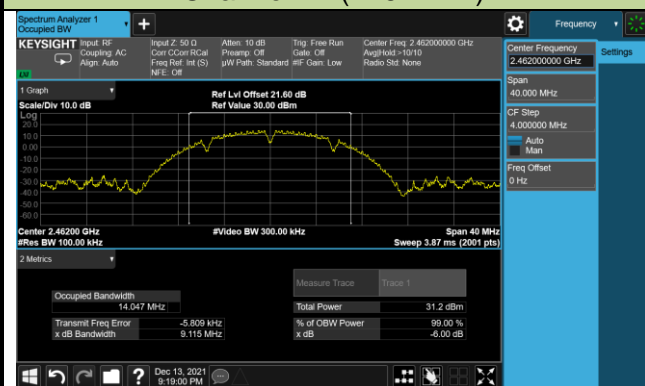 Spectrum Analyzer 1
Occupied BW
Frequency
KEYSIGHT
Input: RF
Coupling: AC
Align: Auto
Input Z: 50 Ω
Corr CCorr RCal
Freq Ref: Int (S)
NFE: Off
Atten: 10 dB
Preamp: Off
µW Path: Standard
Trig: Free Run
Gate: Off
#IF Gain: Low
Center Freq: 2.462000000 GHz
Avg|Hold:>10/10
Radio Std: None
LM
Center Frequency
2.462000000 GHz
Settings
Span
40.000 MHz
CF Step
4.000000 MHz
Auto
Man
Freq Offset
0 Hz
1 Graph
Scale/Div 10.0 dB
Ref Lvl Offset 21.60 dB
Ref Value 30.00 dBm
Log
20.0
10.0
0.00
-10.0
-20.0
-30.0
-40.0
-50.0
-60.0
Center 2.46200 GHz
#Res BW 100.00 kHz
#Video BW 300.00 kHz
Span 40 MHz
Sweep 3.87 ms (2001 pts)
2 Metrics
Measure Trace
Trace 1
Occupied Bandwidth
14.047 MHz
Total Power
31.2 dBm
Transmit Freq Error
-5.809 kHz
% of OBW Power
99.00 %
x dB Bandwidth
9.115 MHz
x dB
-6.00 dB
?
Dec 13, 2021
9:19:00 PM